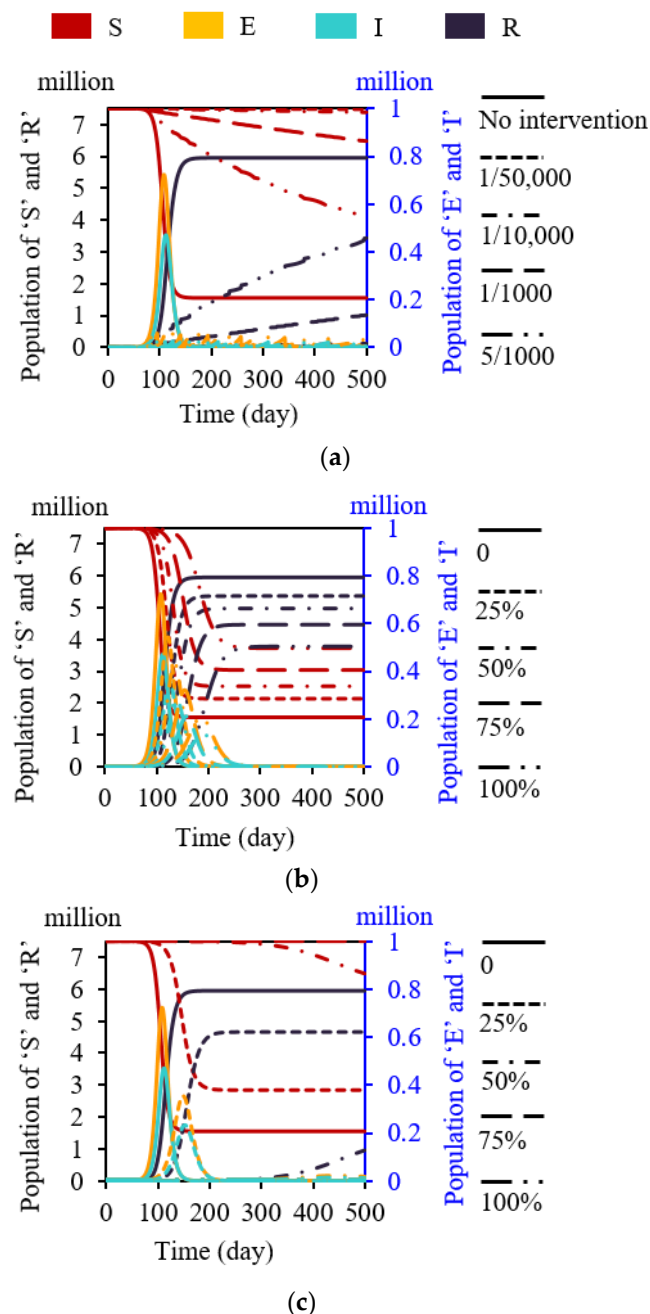 S E I R
million million
Population of ‘S’ and ‘R’
7
6
5
4
3
2
1
0
1
0.8
0.6
0.4
0.2
0
Population of ‘E’ and ‘I’
0 100 200 300 400 500
Time (day)
No intervention
1/50,000
1/10,000
1/1000
5/1000
(a)
million million
Population of ‘S’ and ‘R’
7
6
5
4
3
2
1
0
1
0.8
0.6
0.4
0.2
0
Population of ‘E’ and ‘I’
0 100 200 300 400 500
Time (day)
0
25%
50%
75%
100%
(b)
million million
Population of ‘S’ and ‘R’
7
6
5
4
3
2
1
0
1
0.8
0.6
0.4
0.2
0
Population of ‘E’ and ‘I’
0 100 200 300 400 500
Time (day)
0
25%
50%
75%
100%
(c)